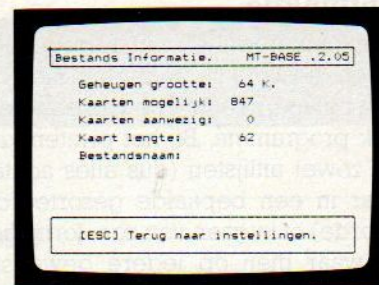 Bestands Informatie. MT-BASE .2.05
Geheugen grootte: 64 K.
Kaarten mogelijk: 847
Kaarten aanwezig: 0
Kaart lengte: 62
Bestandsnaam:
[ESC] Terug naar instellingen.